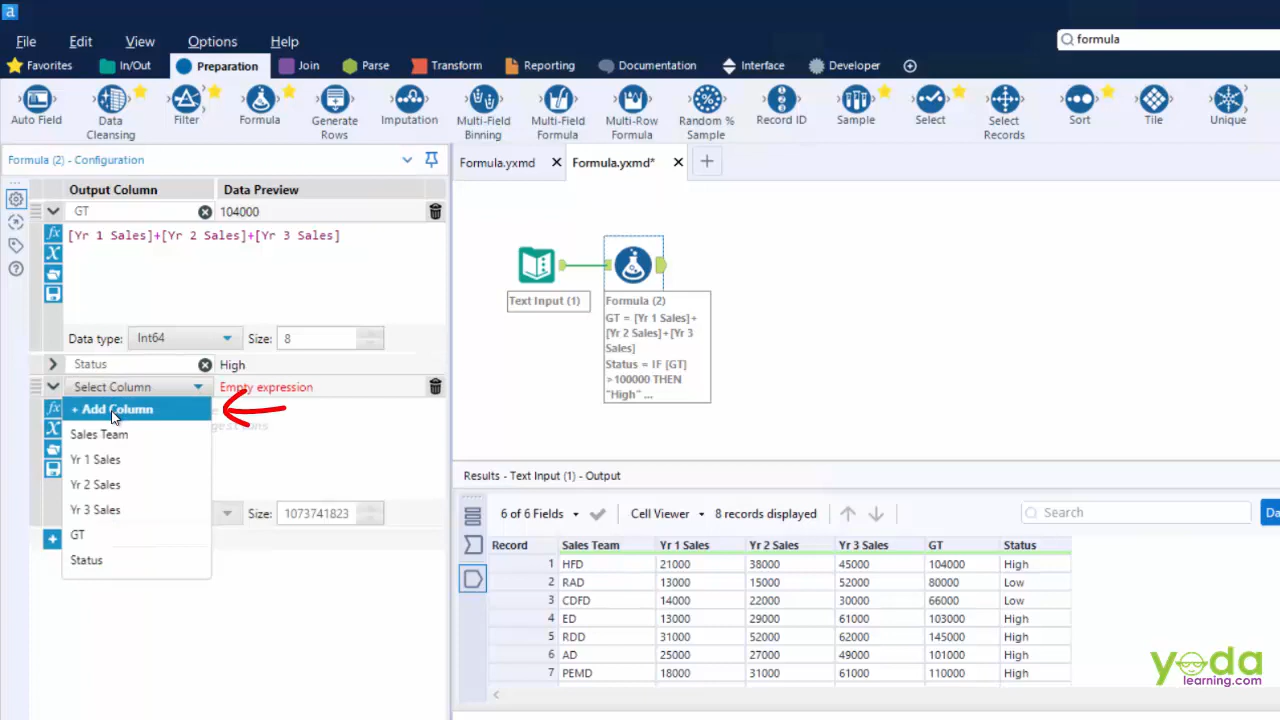 a
File Edit View Options Help
formula
Favorites In/Out Preparation Join Parse Transform Reporting Documentation Interface Developer
Auto Field
Data Cleansing
Filter
Formula
Generate Rows
Imputation
Multi-Field Binning
Multi-Field Formula
Multi-Row Formula
Random % Sample
Record ID
Sample
Select
Select Records
Sort
Tile
Unique
Formula (2) - Configuration
Output Column Data Preview
GT 104000
[Yr 1 Sales]+[Yr 2 Sales]+[Yr 3 Sales]
Data type: Int64 Size: 8
Status High
Select Column Empty expression
+ Add Column
Sales Team
Yr 1 Sales
Yr 2 Sales
Yr 3 Sales
GT
Status
Size: 1073741823
Formula.yxmd Formula.yxmd*
Text Input (1)
Formula (2)
GT = [Yr 1 Sales]+
[Yr 2 Sales]+[Yr 3
Sales]
Status = IF [GT]
>100000 THEN
"High" ...
Results - Text Input (1) - Output
6 of 6 Fields Cell Viewer 8 records displayed Search Da
Record Sales Team Yr 1 Sales Yr 2 Sales Yr 3 Sales GT Status
1 HFD 21000 38000 45000 104000 High
2 RAD 13000 15000 52000 80000 Low
3 CDFD 14000 22000 30000 66000 Low
4 ED 13000 29000 61000 103000 High
5 RDD 31000 52000 62000 145000 High
6 AD 25000 27000 49000 101000 High
7 PEMD 18000 31000 61000 110000 High
yoda
learning.com